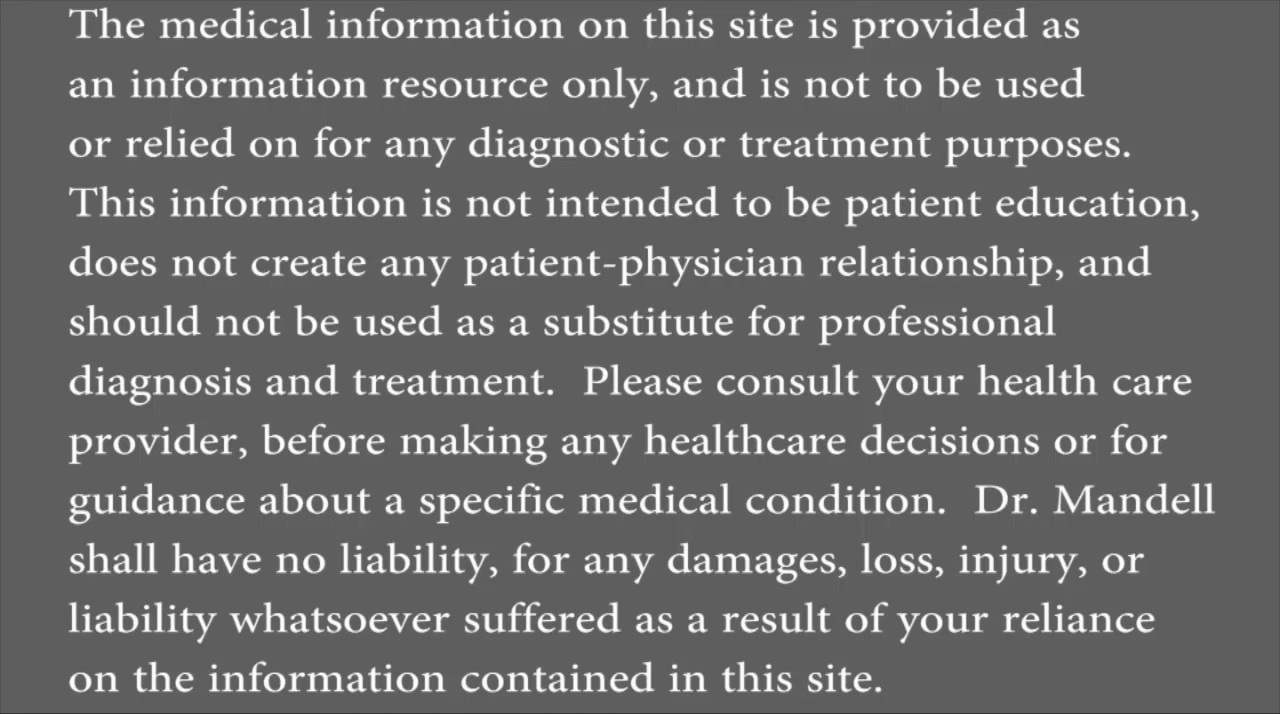 The medical information on this site is provided as
an information resource only, and is not to be used
or relied on for any diagnostic or treatment purposes.
This information is not intended to be patient education,
does not create any patient-physician relationship, and
should not be used as a substitute for professional
diagnosis and treatment.  Please consult your health care
provider, before making any healthcare decisions or for
guidance about a specific medical condition.  Dr. Mandell
shall have no liability, for any damages, loss, injury, or
liability whatsoever suffered as a result of your reliance
on the information contained in this site.